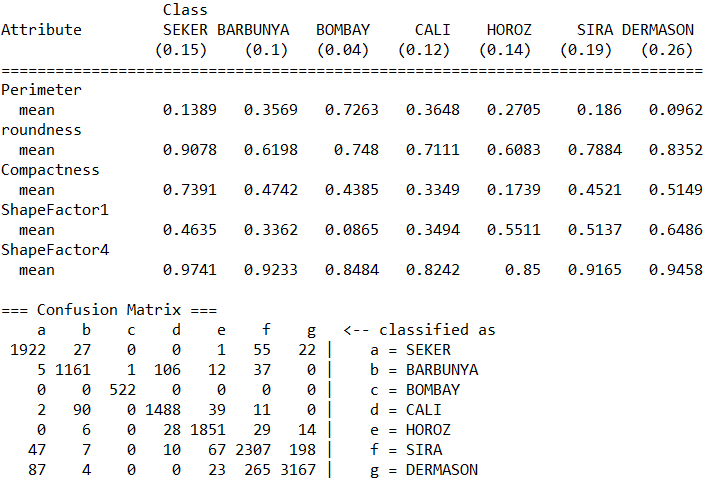 Class
Attribute SEKER BARBUNYA BOMBAY CALI HOROZ SIRA DERMASON
(0.15) (0.1) (0.04) (0.12) (0.14) (0.19) (0.26)
==============================================================================
Perimeter
mean 0.1389 0.3569 0.7263 0.3648 0.2705 0.186 0.0962
roundness
mean 0.9078 0.6198 0.748 0.7111 0.6083 0.7884 0.8352
Compactness
mean 0.7391 0.4742 0.4385 0.3349 0.1739 0.4521 0.5149
ShapeFactor1
mean 0.4635 0.3362 0.0865 0.3494 0.5511 0.5137 0.6486
ShapeFactor4
mean 0.9741 0.9233 0.8484 0.8242 0.85 0.9165 0.9458
=== Confusion Matrix ===
a b c d e f g <-- classified as
1922 27 0 0 1 55 22 | a = SEKER
5 1161 1 106 12 37 0 | b = BARBUNYA
0 0 522 0 0 0 0 | c = BOMBAY
2 90 0 1488 39 11 0 | d = CALI
0 6 0 28 1851 29 14 | e = HOROZ
47 7 0 10 67 2307 198 | f = SIRA
87 4 0 0 23 265 3167 | g = DERMASON